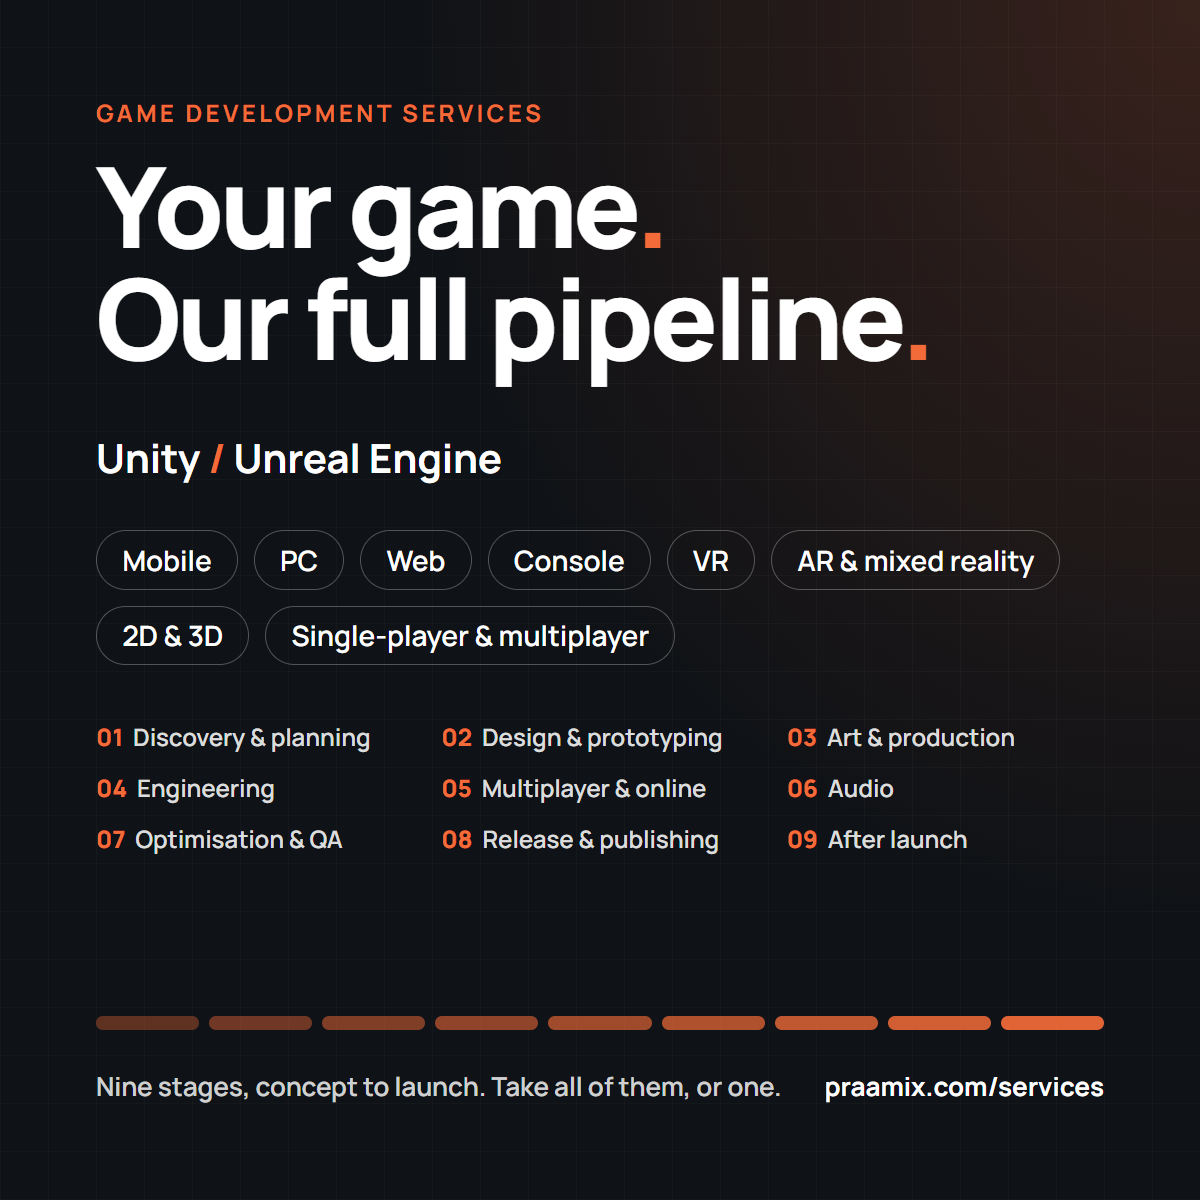 GAME DEVELOPMENT SERVICES
Your game.
Our full pipeline.
Unity / Unreal Engine
Mobile PC Web Console VR AR & mixed reality
2D & 3D Single-player & multiplayer
01 Discovery & planning 02 Design & prototyping 03 Art & production
04 Engineering 05 Multiplayer & online 06 Audio
07 Optimisation & QA 08 Release & publishing 09 After launch
Nine stages, concept to launch. Take all of them, or one. praamix.com/services